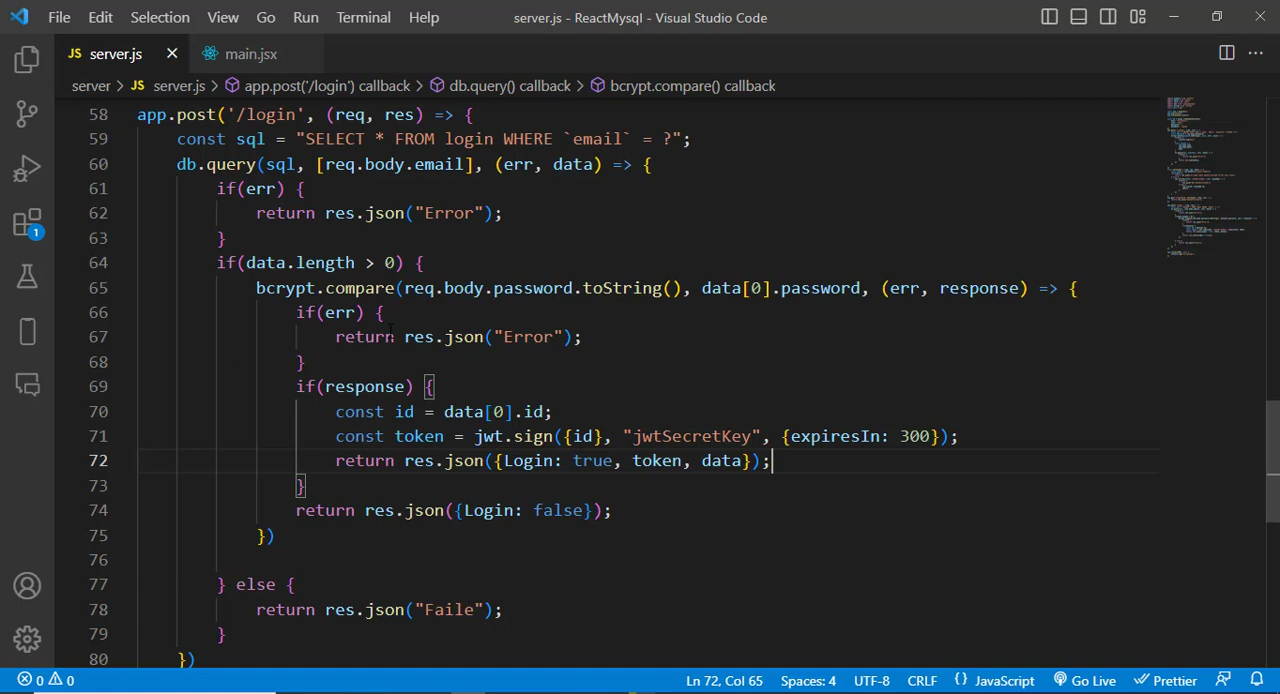 File Edit Selection View Go Run Terminal Help server.js - ReactMysql - Visual Studio Code
JS server.js main.jsx
server > JS server.js > app.post('/login') callback > db.query() callback > bcrypt.compare() callback
58 app.post('/login', (req, res) => {
59 const sql = "SELECT * FROM login WHERE `email` = ?";
60 db.query(sql, [req.body.email], (err, data) => {
61 if(err) {
62 return res.json("Error");
63 }
64 if(data.length > 0) {
65 bcrypt.compare(req.body.password.toString(), data[0].password, (err, response) => {
66 if(err) {
67 return res.json("Error");
68 }
69 if(response) {
70 const id = data[0].id;
71 const token = jwt.sign({id}, "jwtSecretKey", {expiresIn: 300});
72 return res.json({Login: true, token, data});
73 }
74 return res.json({Login: false});
75 })
76
77 } else {
78 return res.json("Faile");
79 }
80 })
1
0 0 Ln 72, Col 65 Spaces: 4 UTF-8 CRLF {} JavaScript Go Live Prettier